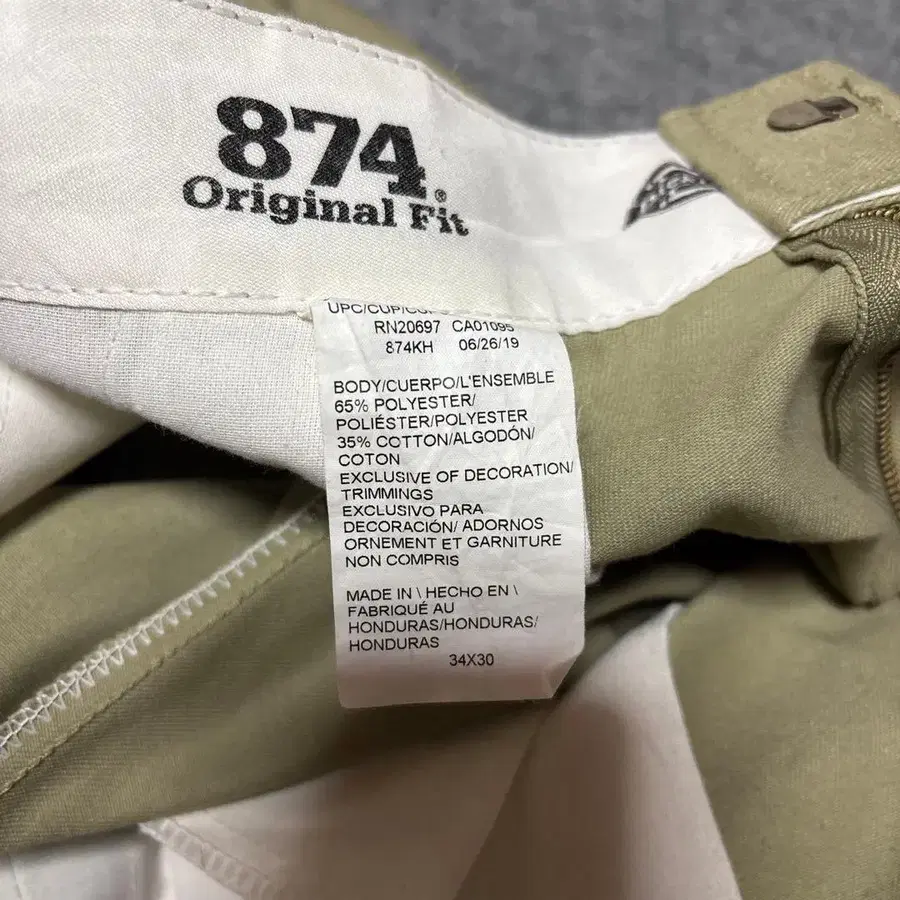 874®
Original Fit
UPC/CUP/
RN20697 CA01095
874KH 06/26/19
BODY/CUERPO/L'ENSEMBLE
65% POLYESTER/
POLIÉSTER/POLYESTER
35% COTTON/ALGODÓN/
COTON
EXCLUSIVE OF DECORATION/
TRIMMINGS
EXCLUSIVO PARA
DECORACIÓN/ ADORNOS
ORNEMENT ET GARNITURE
NON COMPRIS
MADE IN \ HECHO EN \
FABRIQUÉ AU
HONDURAS/HONDURAS/
HONDURAS
34X30